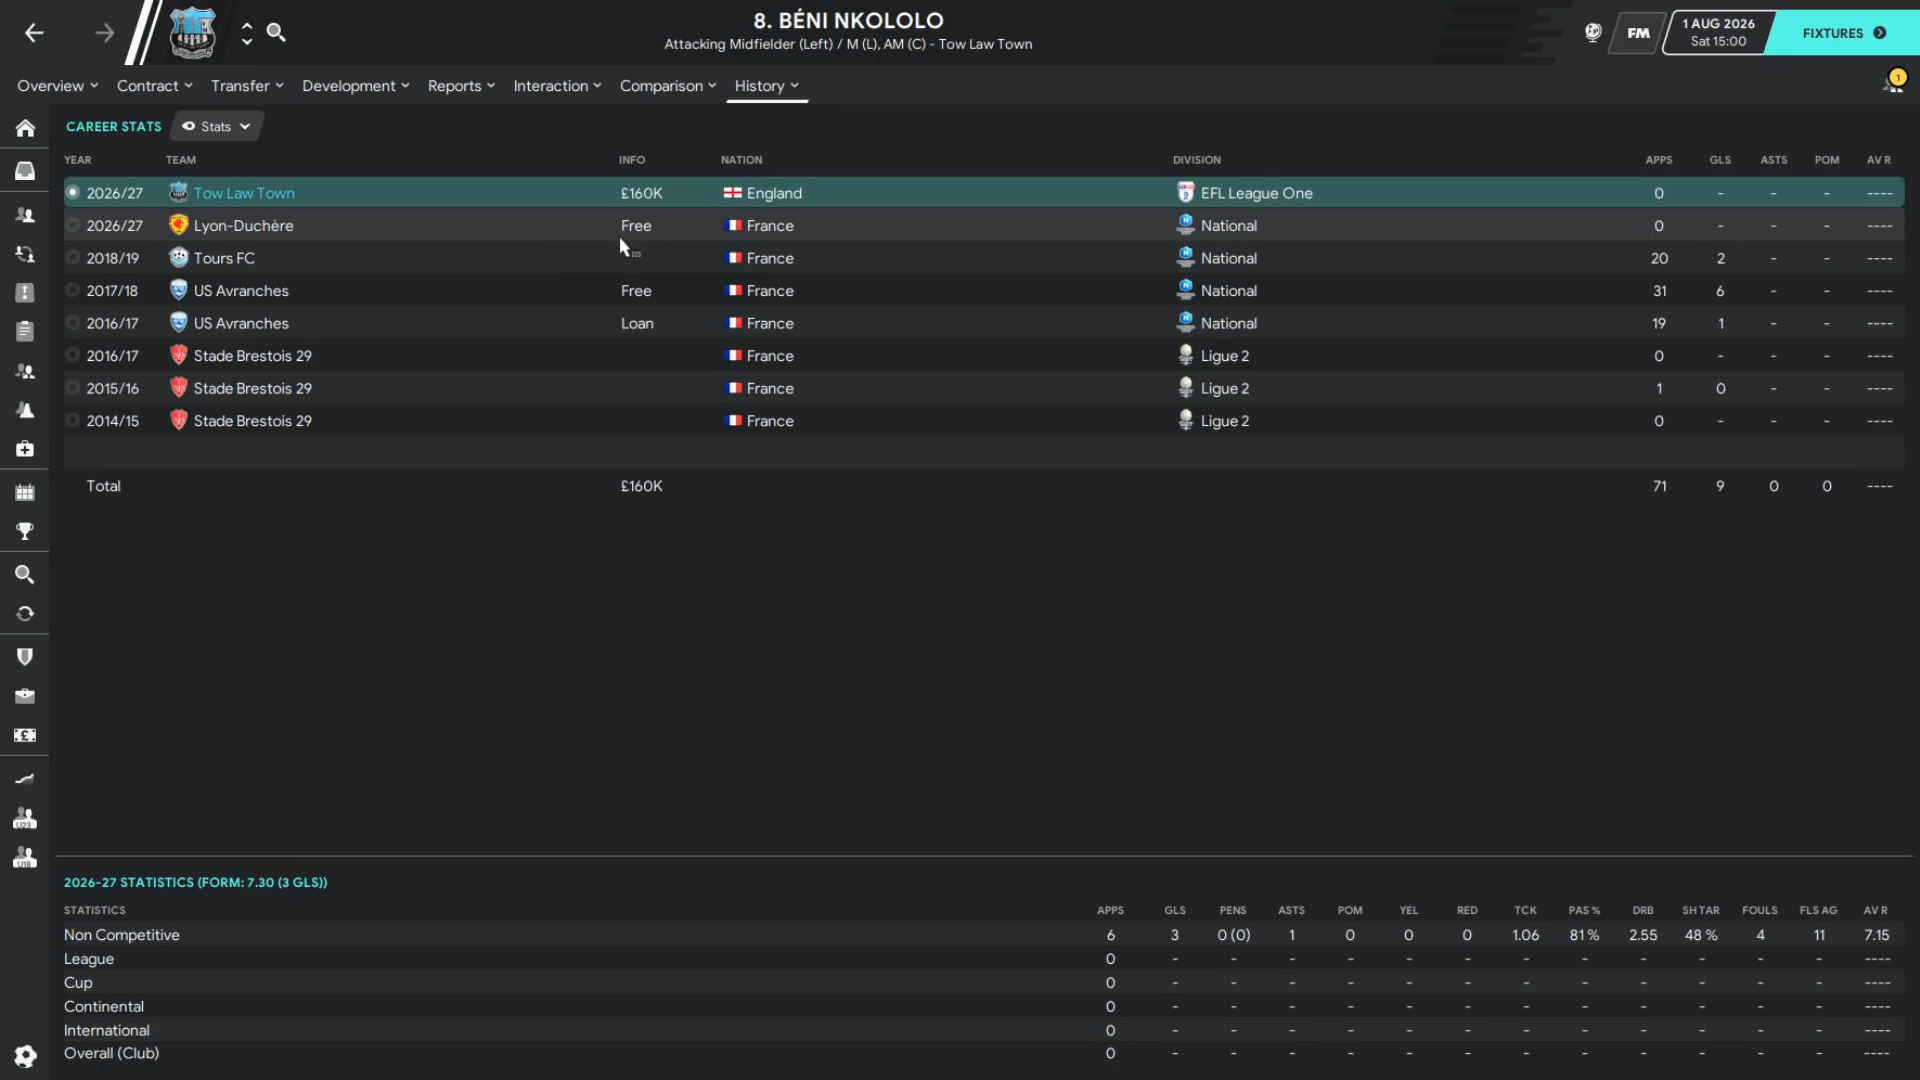 8. BÉNI NKOLOLO
Attacking Midfielder (Left) / M (L), AM (C) - Tow Law Town
FM
1 AUG 2026
Sat 15:00
FIXTURES
Overview Contract Transfer Development Reports Interaction Comparison History
1
CAREER STATS Stats
YEAR TEAM INFO NATION DIVISION APPS GLS ASTS POM AV R
2026/27 Tow Law Town £160K England EFL League One 0 - - - ----
2026/27 Lyon-Duchère Free France National 0 - - - ----
2018/19 Tours FC France National 20 2 - - ----
2017/18 US Avranches Free France National 31 6 - - ----
2016/17 US Avranches Loan France National 19 1 - - ----
2016/17 Stade Brestois 29 France Ligue 2 0 - - - ----
2015/16 Stade Brestois 29 France Ligue 2 1 0 - - ----
2014/15 Stade Brestois 29 France Ligue 2 0 - - - ----
Total £160K 71 9 0 0 ----
U23
U18
2026-27 STATISTICS (FORM: 7.30 (3 GLS))
STATISTICS APPS GLS PENS ASTS POM YEL RED TCK PAS % DRB SH TAR FOULS FLS AG AV R
Non Competitive 6 3 0 (0) 1 0 0 0 1.06 81 % 2.55 48 % 4 11 7.15
League 0 - - - - - - - - - - - - ----
Cup 0 - - - - - - - - - - - - ----
Continental 0 - - - - - - - - - - - - ----
International 0 - - - - - - - - - - - - ----
Overall (Club) 0 - - - - - - - - - - - - ----